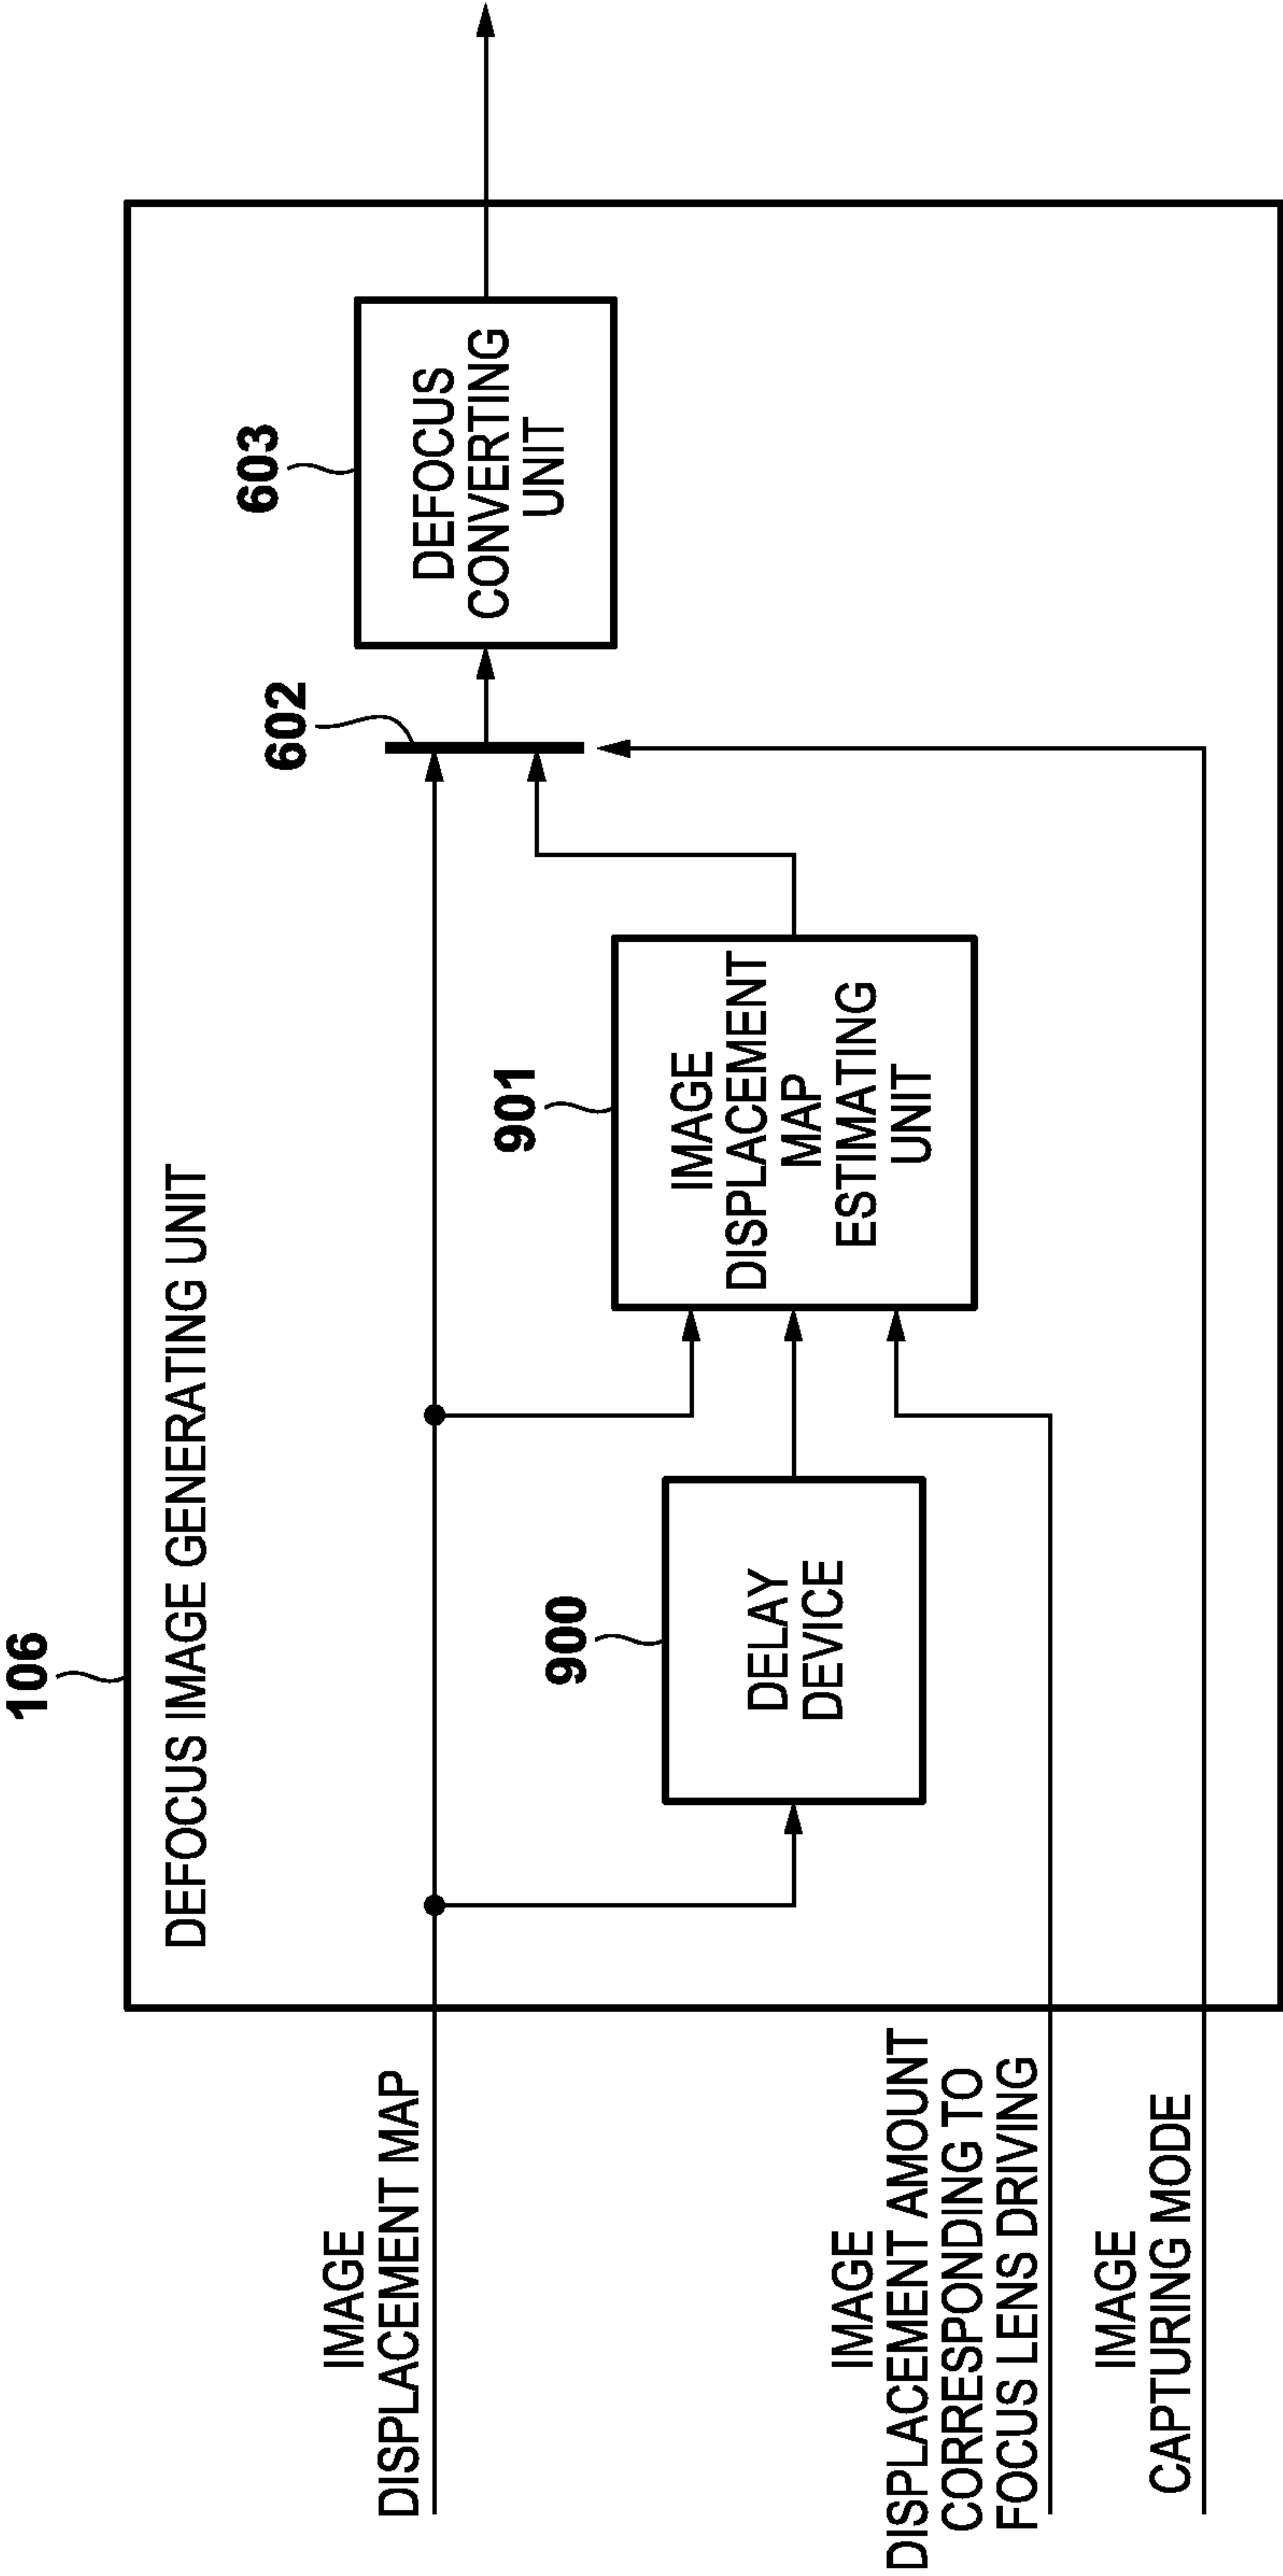 106
DEFOCUS IMAGE GENERATING UNIT
IMAGE
DISPLACEMENT MAP
602
603
DEFOCUS
CONVERTING
UNIT
901
IMAGE
DISPLACEMENT
MAP
ESTIMATING
UNIT
900
DELAY
DEVICE
IMAGE
DISPLACEMENT AMOUNT
CORRESPONDING TO
FOCUS LENS DRIVING
IMAGE
CAPTURING MODE